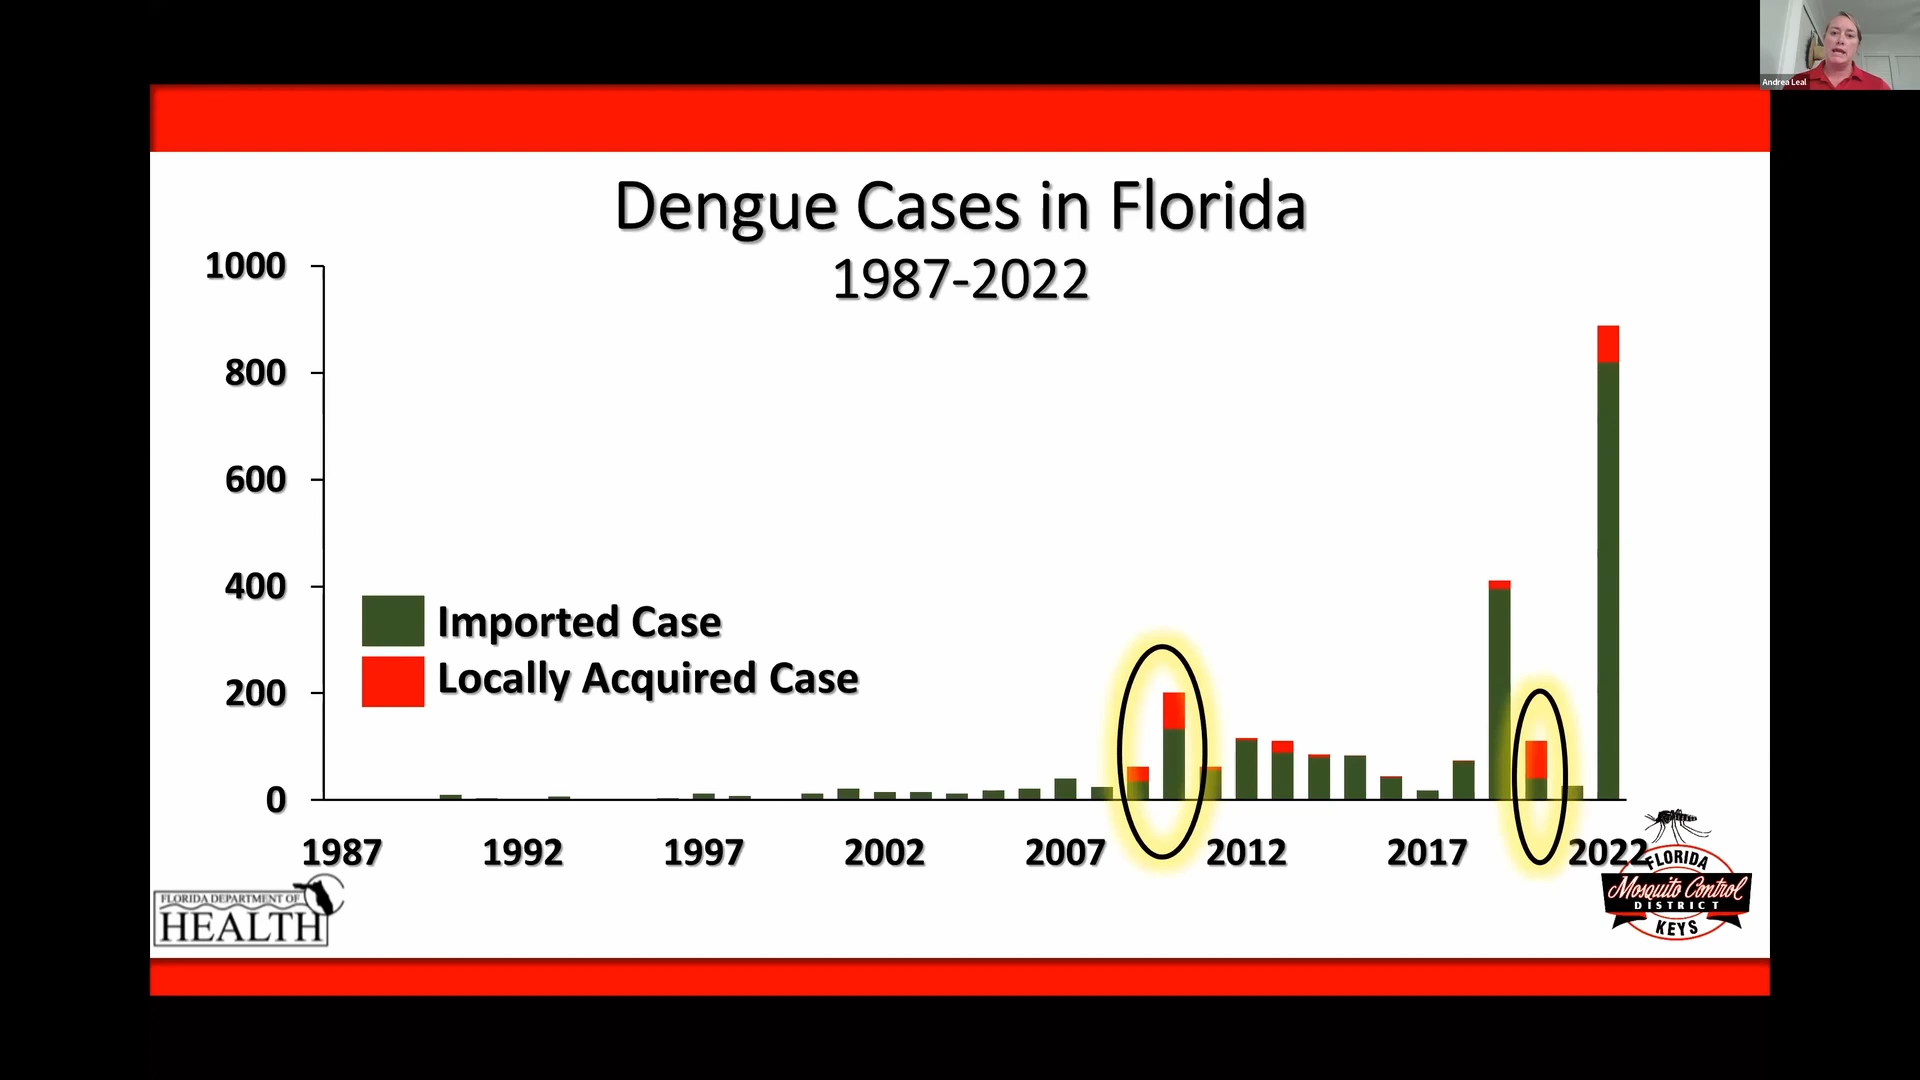 Andrea Leal
Dengue Cases in Florida
1987-2022
1000
800
600
400
200
0
Imported Case
Locally Acquired Case
1987 1992 1997 2002 2007 2012 2017 2022
FLORIDA DEPARTMENT OF
HEALTH
FLORIDA
Mosquito Control
DISTRICT
KEYS